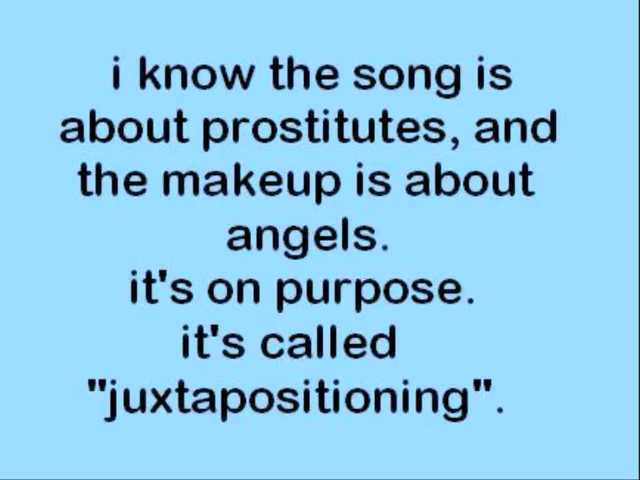 i know the song is
about prostitutes, and
the makeup is about
angels.
it's on purpose.
it's called
"juxtapositioning".